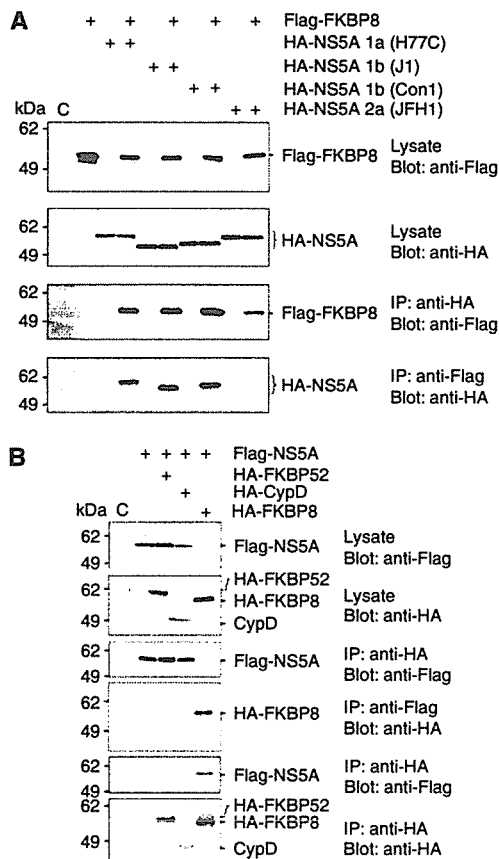 A
+ + + + + Flag-FKBP8
+ + HA-NS5A 1a (H77C)
+ + HA-NS5A 1b (J1)
+ + HA-NS5A 1b (Con1)
kDa C + + HA-NS5A 2a (JFH1)
62
49
Flag-FKBP8
Lysate
Blot: anti-Flag
62
49
HA-NS5A
Lysate
Blot: anti-HA
62
49
Flag-FKBP8
IP: anti-HA
Blot: anti-Flag
62
49
HA-NS5A
IP: anti-Flag
Blot: anti-HA
B
+ + + + Flag-NS5A
+ HA-FKBP52
+ HA-CypD
kDa C + HA-FKBP8
62
49
Flag-NS5A
Lysate
Blot: anti-Flag
62
49
HA-FKBP52
HA-FKBP8
CypD
Lysate
Blot: anti-HA
62
49
Flag-NS5A
IP: anti-HA
Blot: anti-Flag
62
49
HA-FKBP8
IP: anti-Flag
Blot: anti-HA
62
49
Flag-NS5A
IP: anti-HA
Blot: anti-Flag
62
49
HA-FKBP52
HA-FKBP8
CypD
IP: anti-HA
Blot: anti-HA